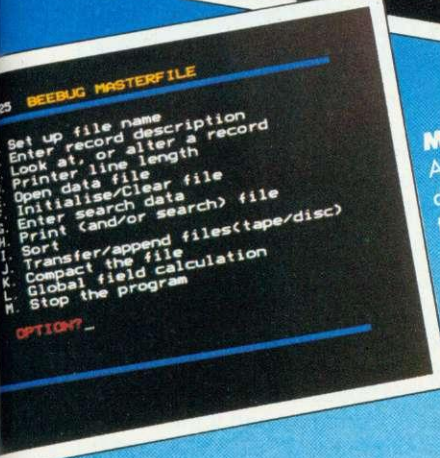 25 BEEBUG MASTERFILE
Set up file name
Enter record description
Look at, or alter a record
Printer line length
Open data file
Initialise/Clear file
Enter search data
H. Print (and/or search) file
I. Sort
J. Transfer/append files(tape/disc)
K. Compact the file
L. Global field calculation
M. Stop the program
OPTION?_